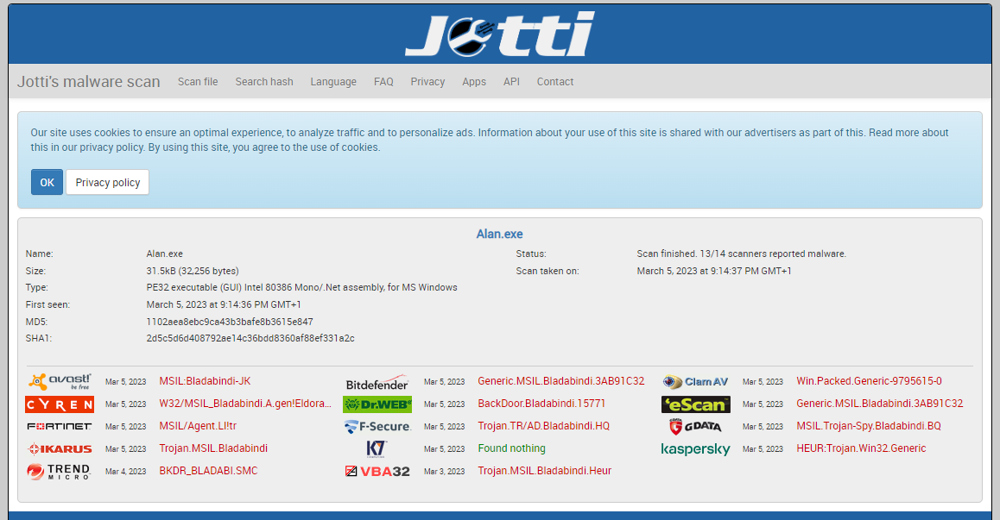 Jotti
Jotti's malware scan Scan file Search hash Language FAQ Privacy Apps API Contact
Our site uses cookies to ensure an optimal experience, to analyze traffic and to personalize ads. Information about your use of this site is shared with our advertisers as part of this. Read more about
this in our privacy policy. By using this site, you agree to the use of cookies.
OK Privacy policy
Alan.exe
Name: Alan.exe Status: Scan finished. 13/14 scanners reported malware.
Size: 31.5kB (32,256 bytes) Scan taken on: March 5, 2023 at 9:14:37 PM GMT+1
Type: PE32 executable (GUI) Intel 80386 Mono/.Net assembly, for MS Windows
First seen: March 5, 2023 at 9:14:36 PM GMT+1
MD5: 1102aea8ebc9ca43b3bafe8b3615e847
SHA1: 2d5c5d6d408792ae14c36bdd8360af88ef331a2c
avast! be free Mar 5, 2023 MSIL:Bladabindi-JK Bitdefender Mar 5, 2023 Generic.MSIL.Bladabindi.3AB91C32 Clam AV Mar 5, 2023 Win.Packed.Generic-9795615-0
CYREN Mar 5, 2023 W32/MSIL_Bladabindi.A.gen!Eldora... Dr.WEB® Mar 5, 2023 BackDoor.Bladabindi.15771 'eScan Mar 5, 2023 Generic.MSIL.Bladabindi.3AB91C32
FORTINET Mar 5, 2023 MSIL/Agent.LI!tr F-Secure. Mar 5, 2023 Trojan.TR/AD.Bladabindi.HQ G DATA Mar 5, 2023 MSIL.Trojan-Spy.Bladabindi.BQ
IKARUS Mar 5, 2023 Trojan.MSIL.Bladabindi K7 Mar 5, 2023 Found nothing kaspersky Mar 5, 2023 HEUR:Trojan.Win32.Generic
TREND MICRO Mar 4, 2023 BKDR_BLADABI.SMC VBA32 Mar 3, 2023 Trojan.MSIL.Bladabindi.Heur